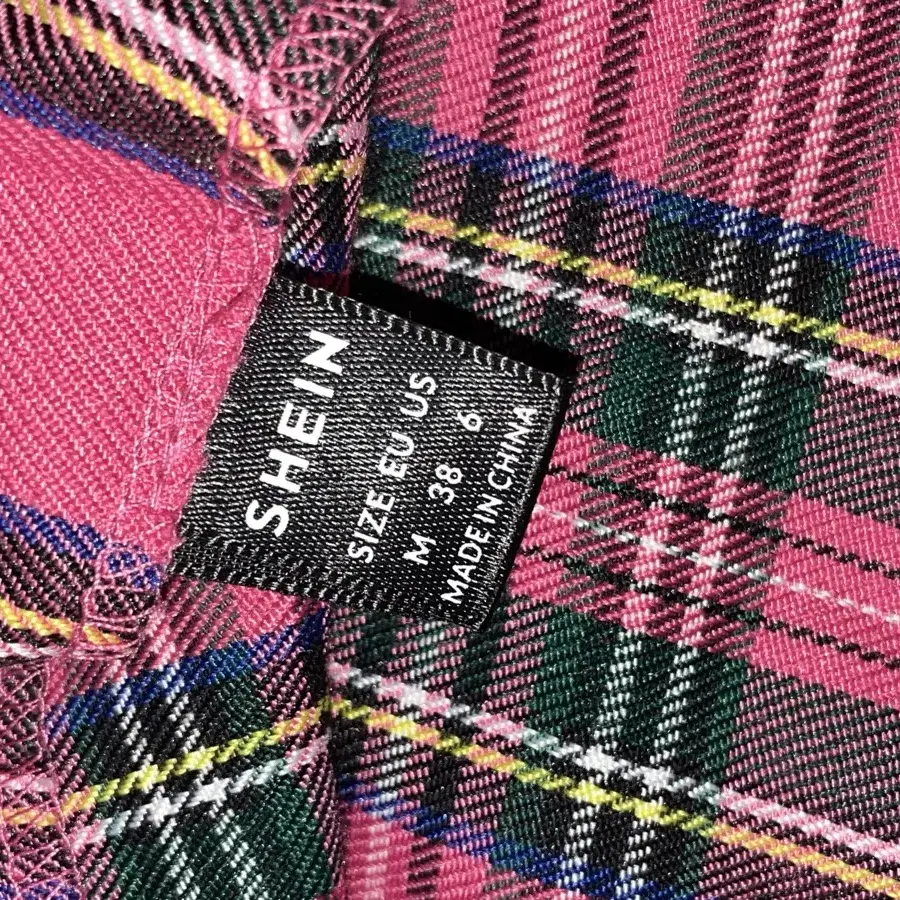 SHEIN
SIZE EU US
M 38 6
MADE IN CHINA